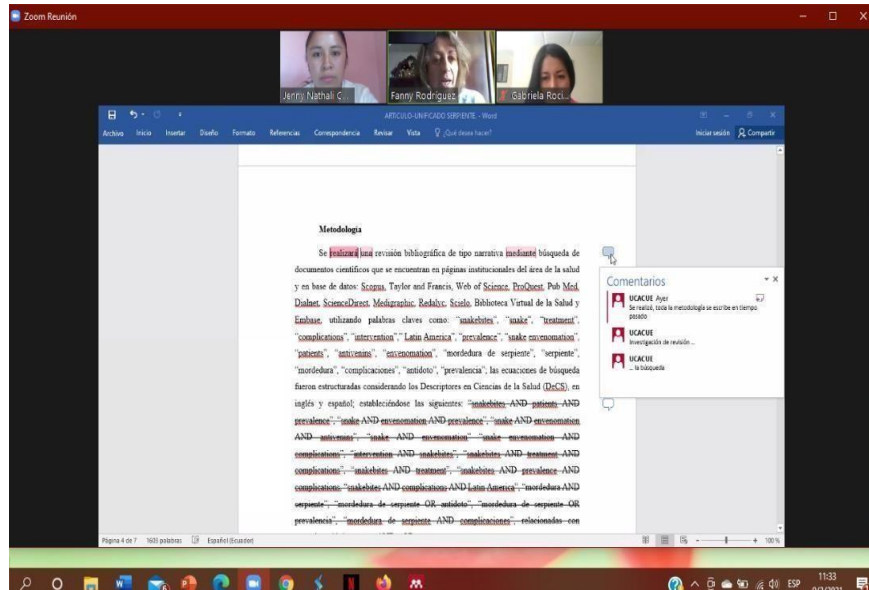 Zoom Reunión
Jenny Nathali C...
Fanny Rodríguez
Gabriela Roci...
ARTICULO-UNIFICADO SERPIENTE - Word
Archivo Inicio Insertar Diseño Formato Referencias Correspondencia Revisar Vista ¿Qué desea hacer?
Iniciar sesión Compartir
Metodología
Se realizará una revisión bibliográfica de tipo narrativa mediante búsqueda de
documentos científicos que se encuentran en páginas institucionales del área de la salud
y en base de datos: Scopus, Taylor and Francis, Web of Science, ProQuest, Pub Med,
Dialnet, ScienceDirect, Medigraphic, Redalyc, Scielo, Biblioteca Virtual de la Salud y
Embase, utilizando palabras claves como: “snakebites”, “snake”, “treatment”,
“complications”, “intervention”,” Latin America”, “prevalence”, “snake envenomation”,
“patients”, “antivenins”, “envenomation”, “mordedura de serpiente”, “serpiente”,
“mordedura”, “complicaciones”, “antídoto”, “prevalencia”; las ecuaciones de búsqueda
fueron estructuradas considerando los Descriptores en Ciencias de la Salud (DeCS), en
inglés y español; estableciéndose las siguientes: “snakebites AND patients AND
prevalence”, “snake AND envenomation AND prevalence”, “snake AND envenomation
AND antivenins”, “snake AND envenomation” “snake envenomation AND
complications”, “intervention AND snakebites”, “snakebites AND treatment AND
complications”, “snakebites AND treatment”, “snakebites AND prevalence AND
complications, “snakebites AND complications AND Latin America”, “mordedura AND
serpiente”, “mordedura de serpiente OR antídoto”, “mordedura de serpiente OR
prevalencia”, “mordedura de serpiente AND complicaciones”, relacionadas con
Comentarios
UCACUE Ayer
Se realizó, toda la metodología se escribe en tiempo
pasado
UCACUE
Investigación de revisión ...
UCACUE
... la búsqueda
Página 4 de 7 1605 palabras Español (Ecuador)
100%
ESP
11:33